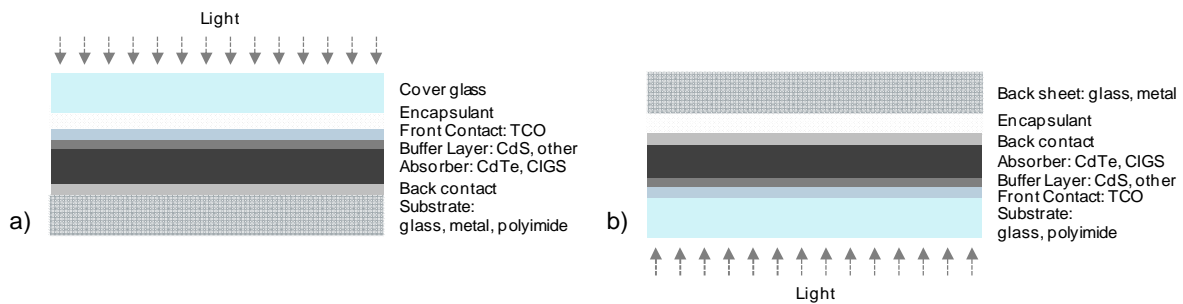 Light
Cover glass
Encapsulant
Front Contact: TCO
Buffer Layer: CdS, other
Absorber: CdTe, CIGS
Back contact
Substrate:
glass, metal, polyimide
a)
Back sheet: glass, metal
Encapsulant
Back contact
Absorber: CdTe, CIGS
Buffer Layer: CdS, other
Front Contact: TCO
Substrate:
glass, polyimide
b)
Light